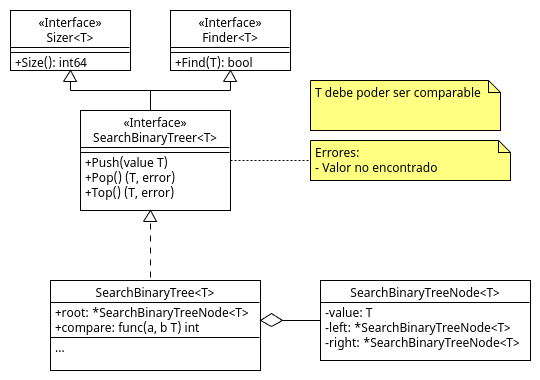 «Interface»
Sizer<T>
+Size(): int64
«Interface»
Finder<T>
+Find(T): bool
«Interface»
SearchBinaryTreer<T>
+Push(value T)
+Pop() (T, error)
+Top() (T, error)
T debe poder ser comparable
Errores:
- Valor no encontrado
SearchBinaryTree<T>
+root: *SearchBinaryTreeNode<T>
+compare: func(a, b T) int
...
SearchBinaryTreeNode<T>
-value: T
-left: *SearchBinaryTreeNode<T>
-right: *SearchBinaryTreeNode<T>